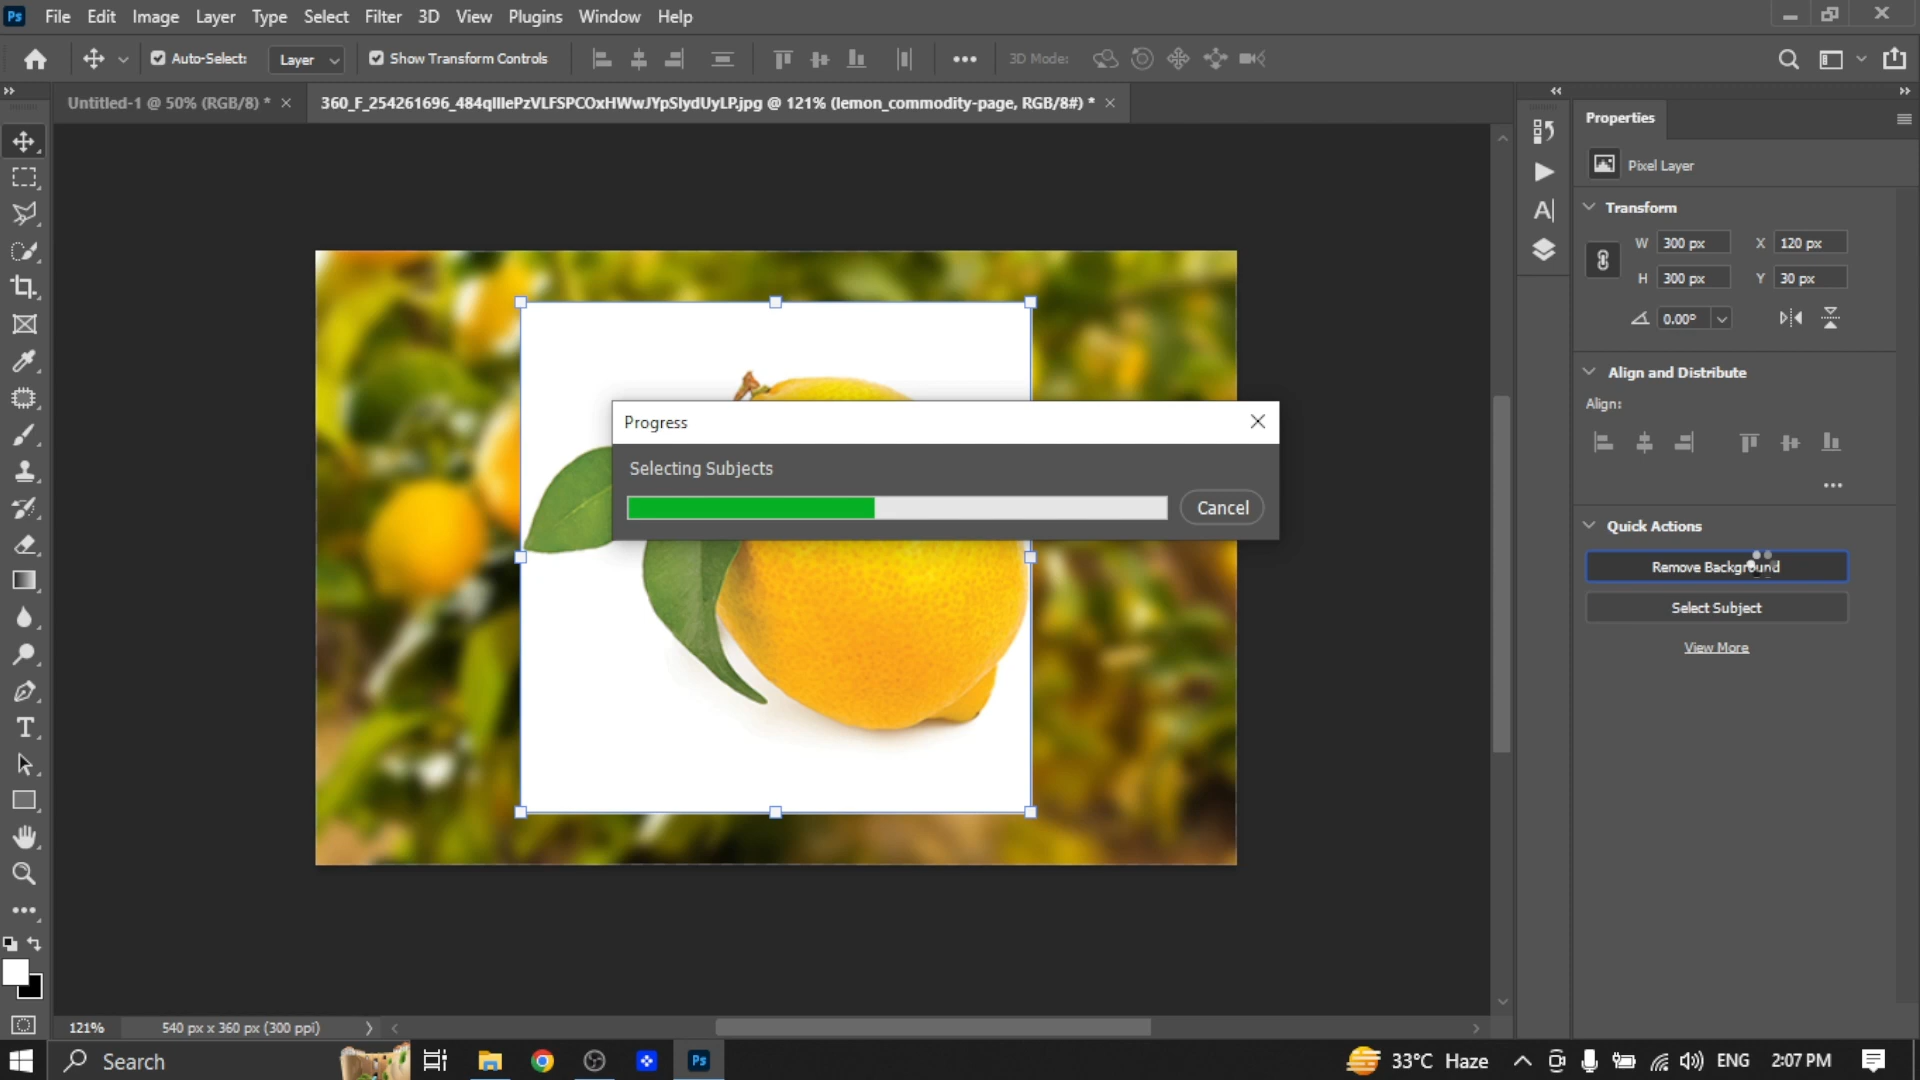 Ps File Edit Image Layer Type Select Filter 3D View Plugins Window Help
Auto-Select: Layer Show Transform Controls 3D Mode:
Untitled-1 @ 50% (RGB/8) * 
360_F_254261696_484qIllePzVLFSPCOxHWwJYpSlydUyLP.jpg @ 121% (lemon_commodity-page, RGB/8#) *
Properties
Pixel Layer
Transform
W 300 px X 120 px
H 300 px Y 30 px
0.00°
Align and Distribute
Align:
Progress
Selecting Subjects
Cancel
Quick Actions
Remove Background
Select Subject
View More
121% 540 px x 360 px (300 ppi)
Search
Ps
33°C Haze
ENG
2:07 PM